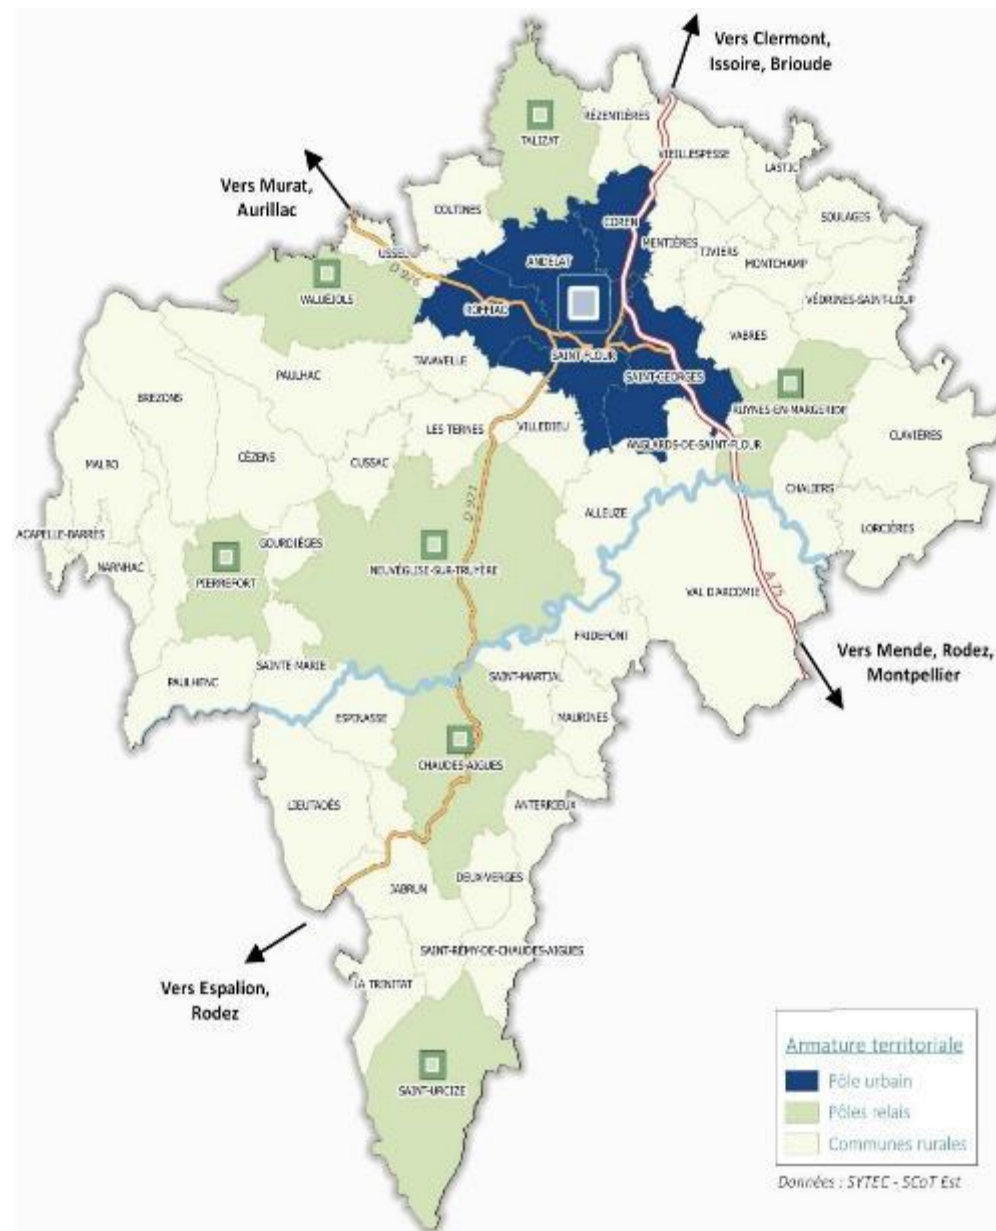 Vers Clermont,
Issoire, Brioude
TALIZAT
RÉZENTIÈRES
VIEILLESPESSE
LASTIC
Vers Murat,
Aurillac
COLTINES
SOULAGES
COREN
MENTIÈRES
TIVIERS
MONTCHAMP
USSEL
ANDELAT
D 926
VALUÉJOLS
VÉDRINES-SAINT-LOUP
ROFFIAC
VABRES
SAINT-FLOUR
TANAVELLE
PAULHAC
SAINT-GEORGES
BREZONS
RUYNES-EN-MARGERIDE
LES TERNES
VILLEDIEU
CLAVIÈRES
ANGLARDS-DE-SAINT-FLOUR
CÉZENS
CUSSAC
MALBO
CHALIERS
D 921
ALLEUZE
LORCIÈRES
ACAPELLE-BARRÈS
GOURDIÈGES
NARNHAC
PIERREFORT
NEUVÉGLISE-SUR-TRUYÈRE
A 75
VAL D'ARCOMIE
FRIDEFONT
Vers Mende, Rodez,
Montpellier
SAINTE-MARIE
PAULHENC
SAINT-MARTIAL
ESPINASSE
MAURINES
CHAUDES-AIGUES
LIEUTADÈS
ANTERRIEUX
DEUX-VERGES
JABRUN
SAINT-RÉMY-DE-CHAUDES-AIGUES
Vers Espalion,
Rodez
LA TRINITAT
SAINT-URCIZE
Armature territoriale
Pôle urbain
Pôles relais
Communes rurales
Données : SYTEC - SCoT Est